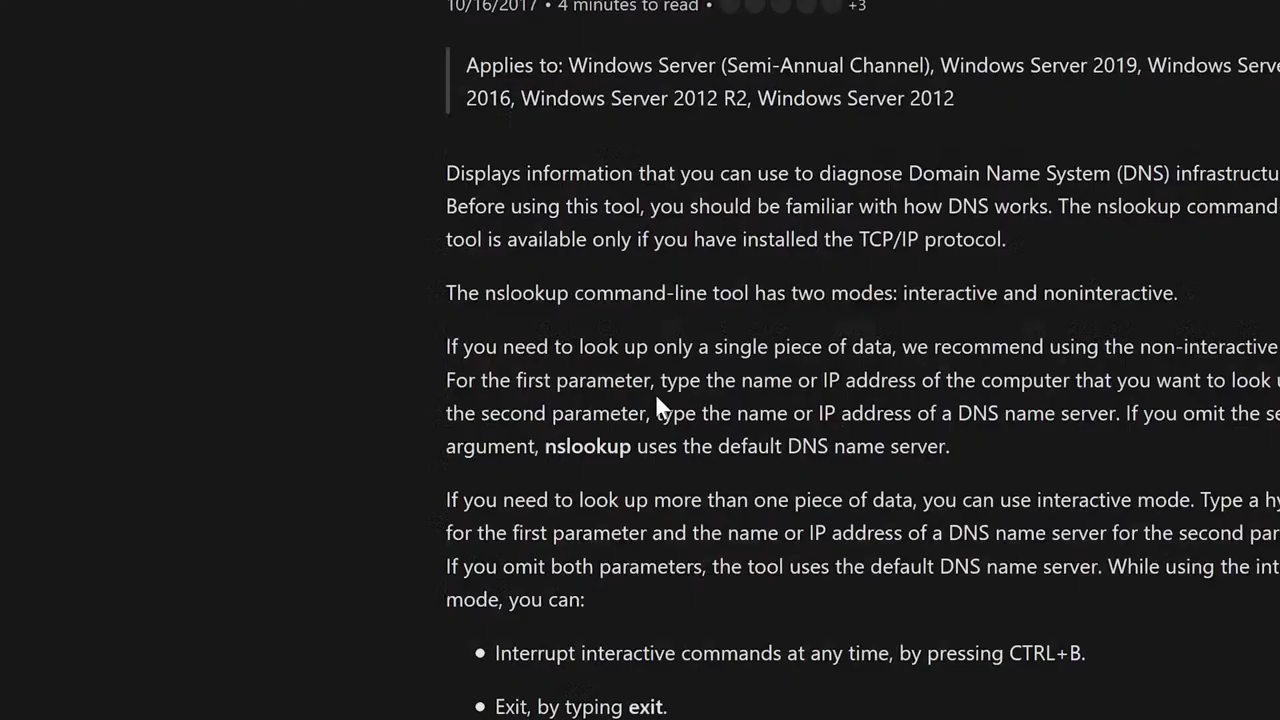 10/16/2017 • 4 minutes to read • +3
Applies to: Windows Server (Semi-Annual Channel), Windows Server 2019, Windows
2016, Windows Server 2012 R2, Windows Server 2012
Displays information that you can use to diagnose Domain Name System (DNS)
Before using this tool, you should be familiar with how DNS works. The nslookup command-
tool is available only if you have installed the TCP/IP protocol.
The nslookup command-line tool has two modes: interactive and noninteractive.
If you need to look up only a single piece of data, we recommend using the non-interactive
For the first parameter, type the name or IP address of the computer that you want to look
the second parameter, type the name or IP address of a DNS name server. If you omit the
argument, nslookup uses the default DNS name server.
If you need to look up more than one piece of data, you can use interactive mode. Type a
for the first parameter and the name or IP address of a DNS name server for the second
If you omit both parameters, the tool uses the default DNS name server. While using the
mode, you can:
• Interrupt interactive commands at any time, by pressing CTRL+B.
• Exit, by typing exit.